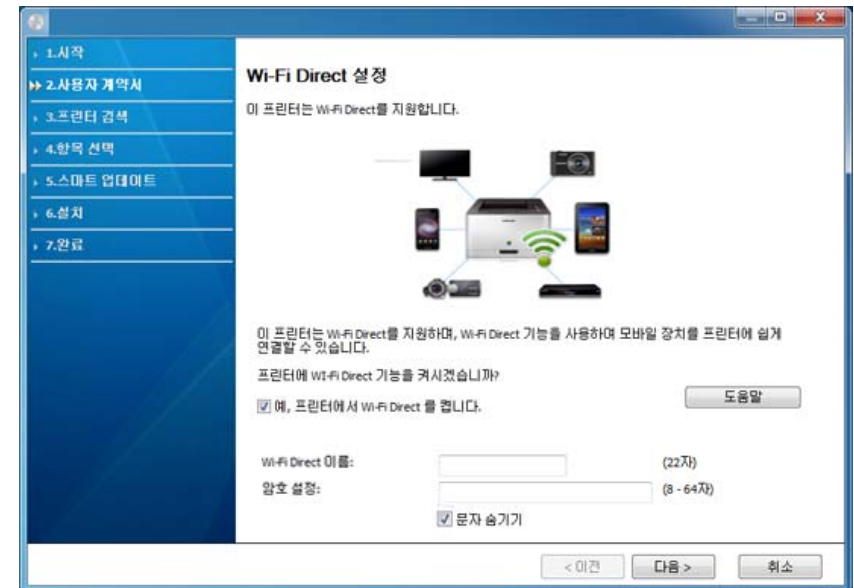 1.시작
2.사용자 계약서
3.프린터 검색
4.항목 선택
5.스마트 업데이트
6.설치
7.완료
Wi-Fi Direct 설정
이 프린터는 Wi-Fi Direct를 지원합니다.
이 프린터는 Wi-Fi Direct를 지원하며, Wi-Fi Direct 기능을 사용하여 모바일 장치를 프린터에 쉽게
연결할 수 있습니다.
프린터에 WI-Fi Direct 기능을 켜시겠습니까?
예, 프린터에서 Wi-Fi Direct 를 켭니다.
도움말
Wi-Fi Direct 이름:
(22자)
암호 설정:
(8 - 64자)
문자 숨기기
< 이전
다음 >
취소